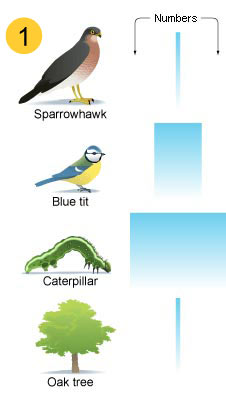 1
Numbers
Sparrowhawk
Blue tit
Caterpillar
Oak tree